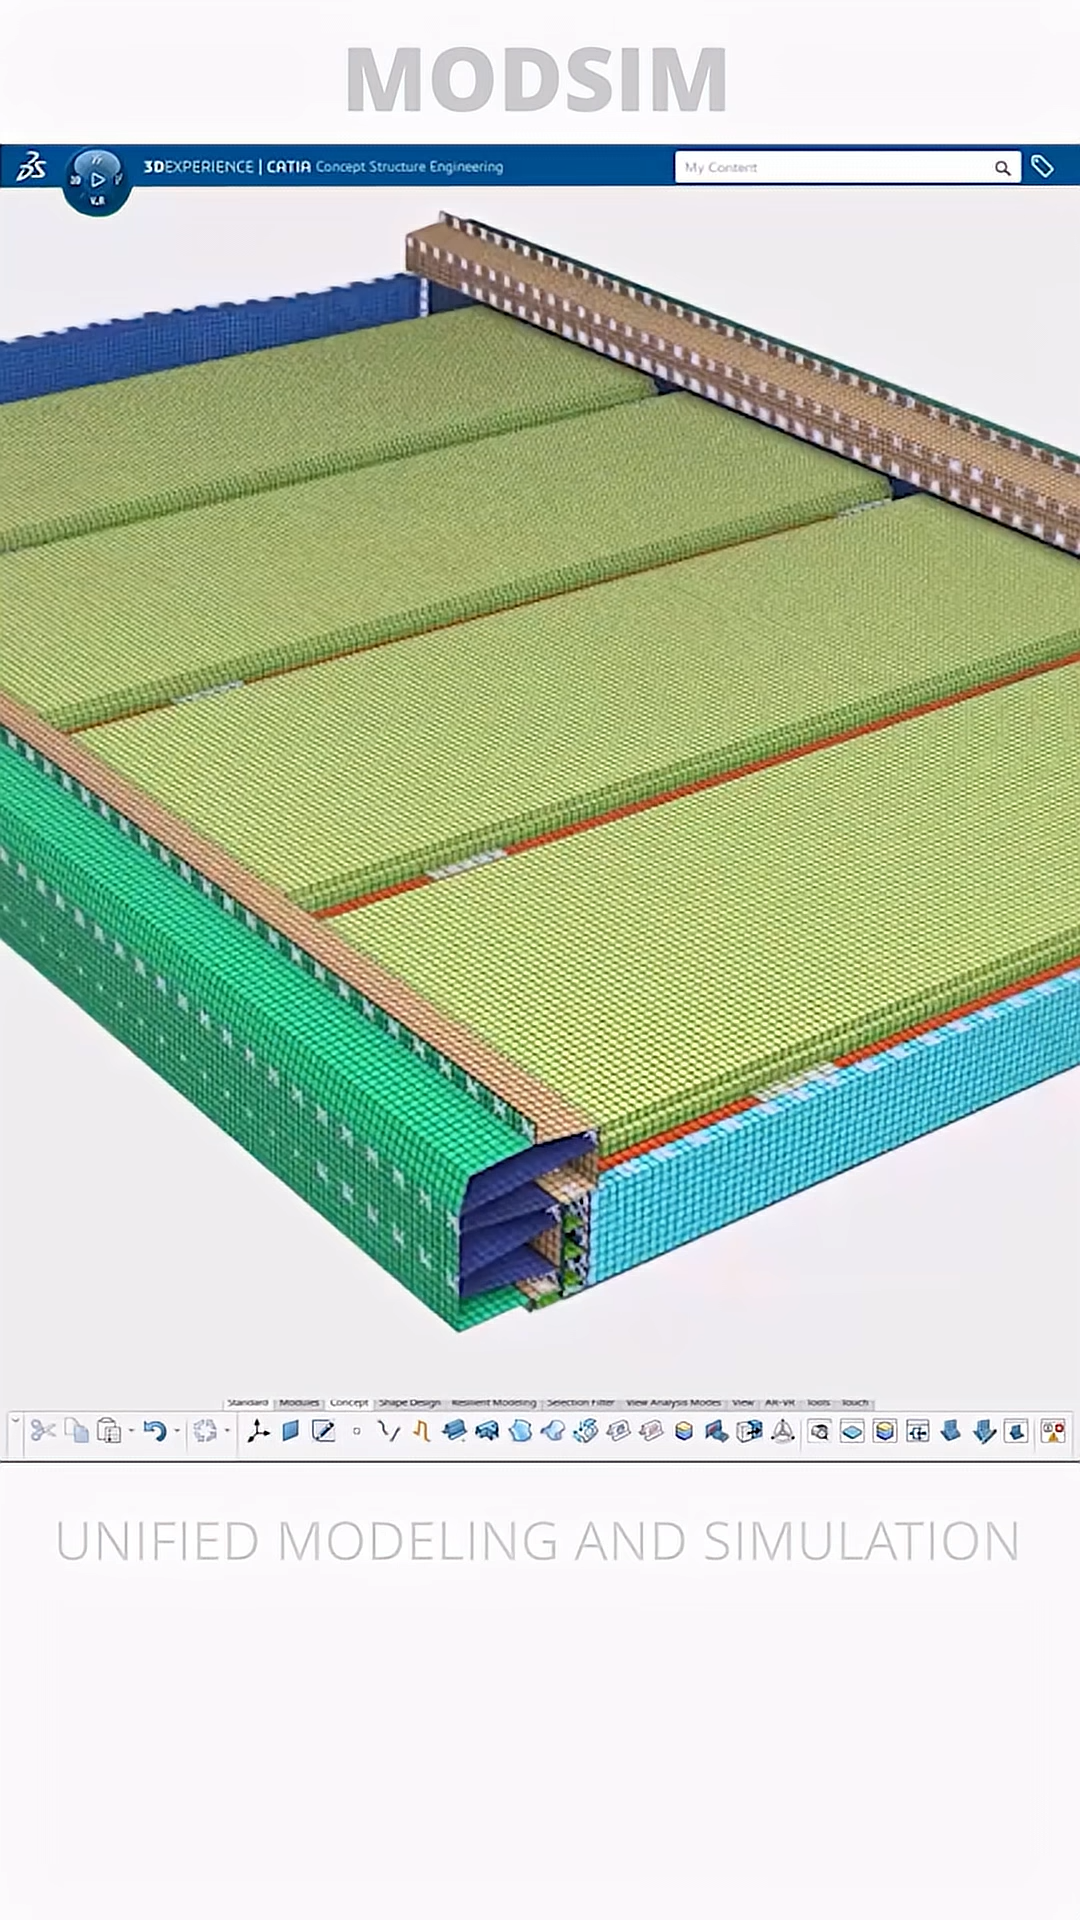 MODSIM
3DEXPERIENCE | CATIA Concept Structure Engineering
My Content
V.R
Standard Modules Concept Shape Design Resilient Modeling Selection Filter View Analysis Modes View AR-VR Tools Touch
UNIFIED MODELING AND SIMULATION